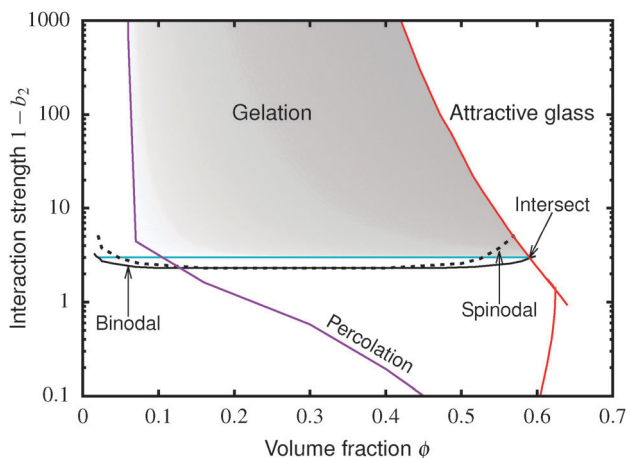 1000
100
10
1
0.1
Interaction strength 1 − b₂
Gelation
Attractive glass
Intersect
Binodal
Spinodal
Percolation
0
0.1
0.2
0.3
0.4
0.5
0.6
0.7
Volume fraction ϕ